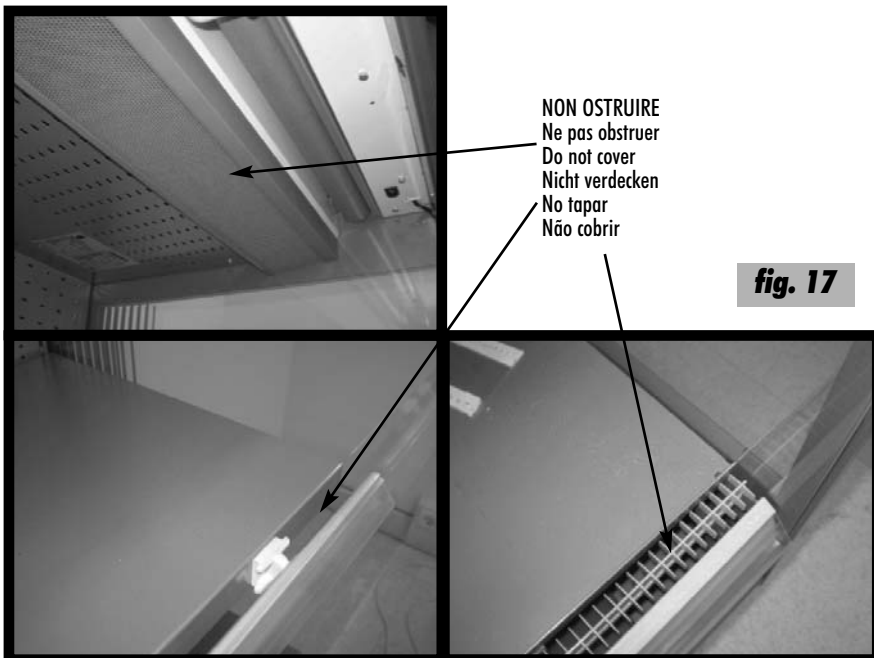 NON OSTRUIRE
Ne pas obstruer
Do not cover
Nicht verdecken
No tapar
Não cobrir
fig. 17